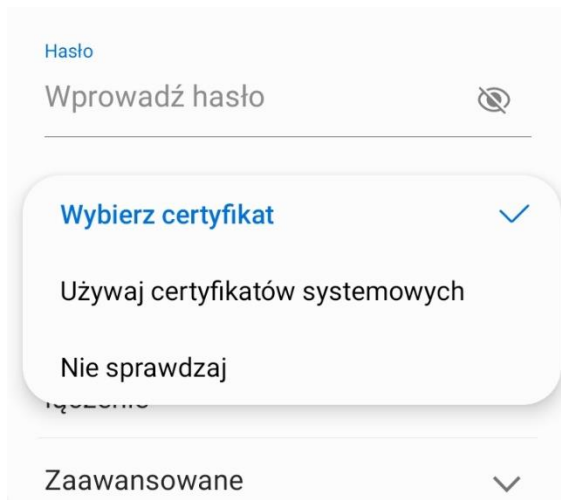 Hasło
Wprowadź hasło
Wybierz certyfikat
Używaj certyfikatów systemowych
Nie sprawdzaj
Zaawansowane